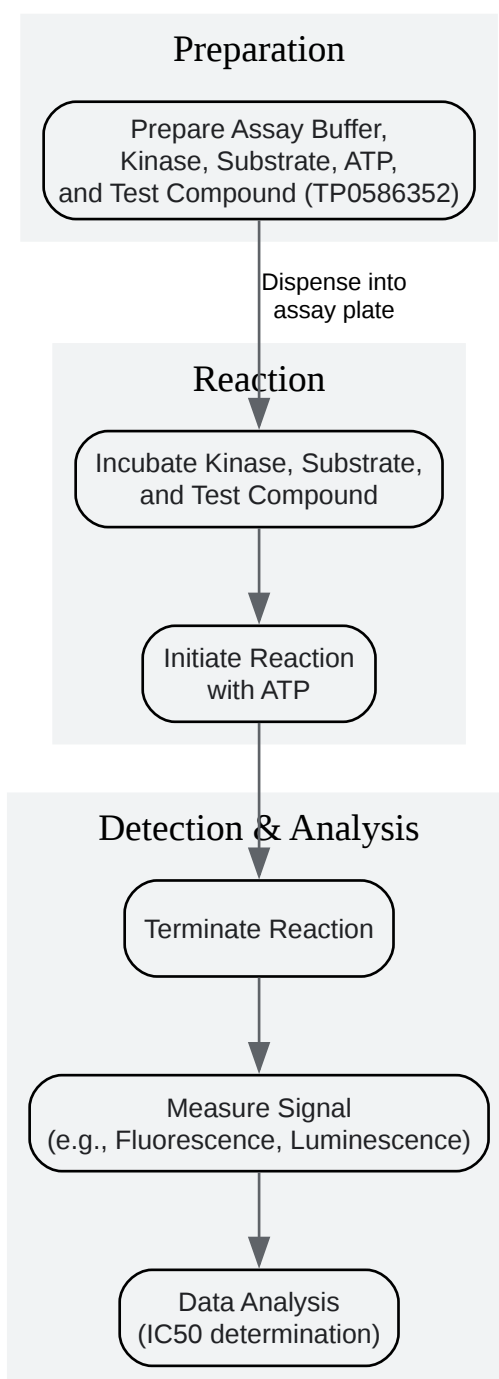 Preparation
Prepare Assay Buffer,
Kinase, Substrate, ATP,
and Test Compound (TP0586352)
Dispense into
assay plate
Reaction
Incubate Kinase, Substrate,
and Test Compound
Initiate Reaction
with ATP
Detection & Analysis
Terminate Reaction
Measure Signal
(e.g., Fluorescence, Luminescence)
Data Analysis
(IC50 determination)